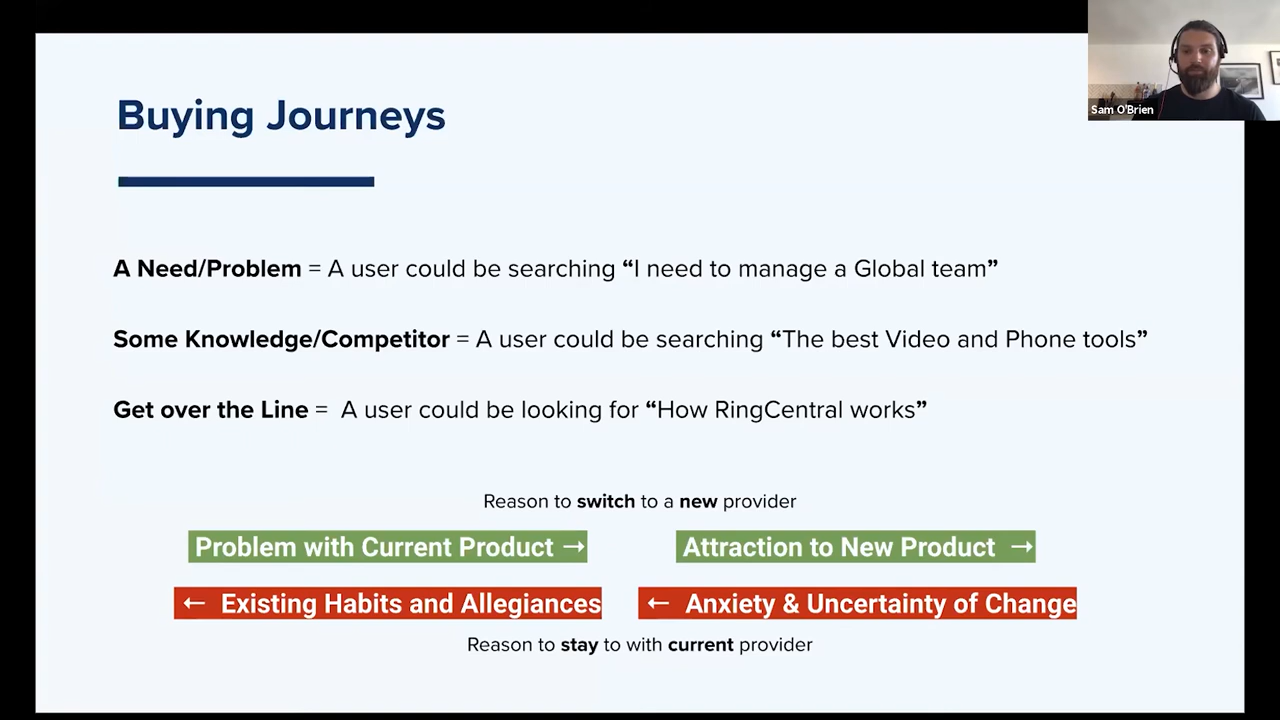 Buying Journeys
Sam O'Brien
A Need/Problem = A user could be searching “I need to manage a Global team”
Some Knowledge/Competitor = A user could be searching “The best Video and Phone tools”
Get over the Line = A user could be looking for “How RingCentral works”
Reason to switch to a new provider
Problem with Current Product → Attraction to New Product →
← Existing Habits and Allegiances ← Anxiety & Uncertainty of Change
Reason to stay to with current provider